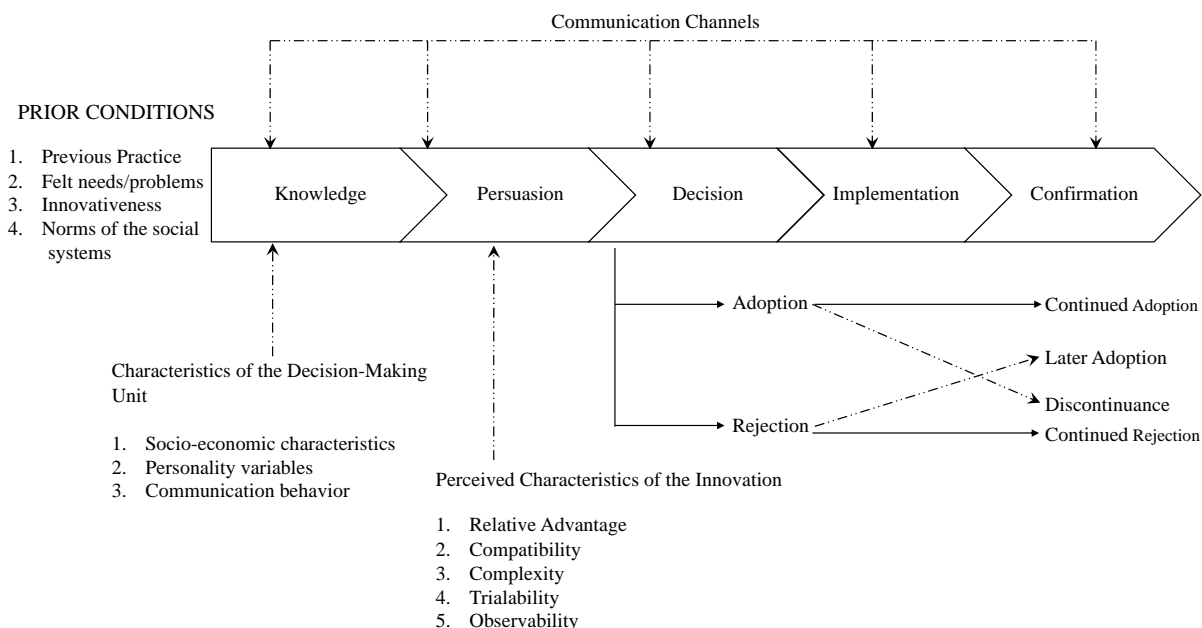 Communication Channels
PRIOR CONDITIONS
1. Previous Practice
2. Felt needs/problems
3. Innovativeness
4. Norms of the social
systems
Knowledge
Persuasion
Decision
Implementation
Confirmation
Adoption
Continued Adoption
Later Adoption
Discontinuance
Rejection
Continued Rejection
Characteristics of the Decision-Making
Unit
1. Socio-economic characteristics
2. Personality variables
3. Communication behavior
Perceived Characteristics of the Innovation
1. Relative Advantage
2. Compatibility
3. Complexity
4. Trialability
5. Observability